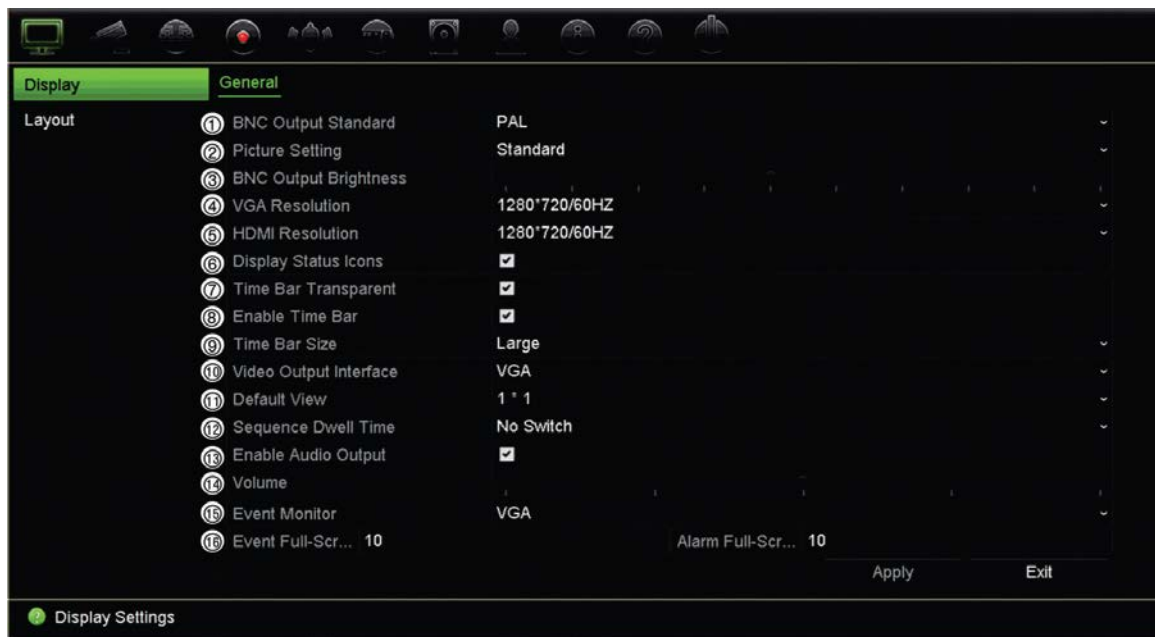 Display General
Layout ① BNC Output Standard PAL
② Picture Setting Standard
③ BNC Output Brightness
④ VGA Resolution 1280*720/60HZ
⑤ HDMI Resolution 1280*720/60HZ
⑥ Display Status Icons
⑦ Time Bar Transparent
⑧ Enable Time Bar
⑨ Time Bar Size Large
⑩ Video Output Interface VGA
⑪ Default View 1 * 1
⑫ Sequence Dwell Time No Switch
⑬ Enable Audio Output
⑭ Volume
⑮ Event Monitor VGA
⑯ Event Full-Scr... 10 Alarm Full-Scr... 10
Apply Exit
? Display Settings